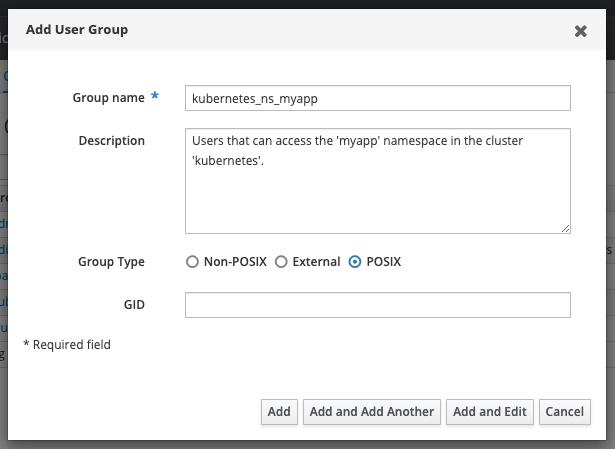 Add User Group
Group name *
kubernetes_ns_myapp
Description
Users that can access the 'myapp' namespace in the cluster
'kubernetes'.
Group Type
Non-POSIX External POSIX
GID
* Required field
Add Add and Add Another Add and Edit Cancel